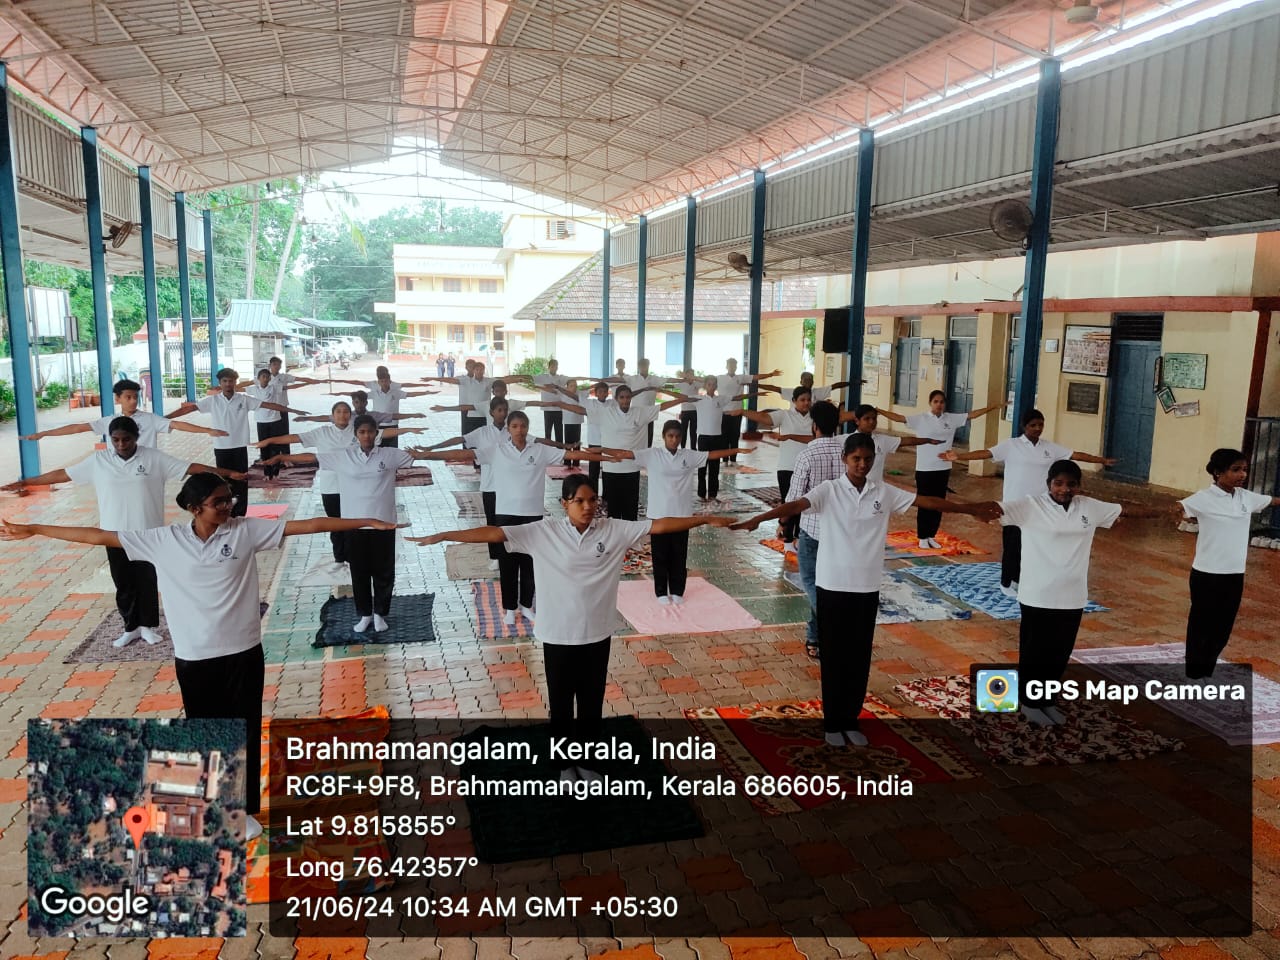 GPS Map Camera
Brahmamangalam, Kerala, India
RC8F+9F8, Brahmamangalam, Kerala 686605, India
Lat 9.815855°
Long 76.42357°
21/06/24 10:34 AM GMT +05:30
Google